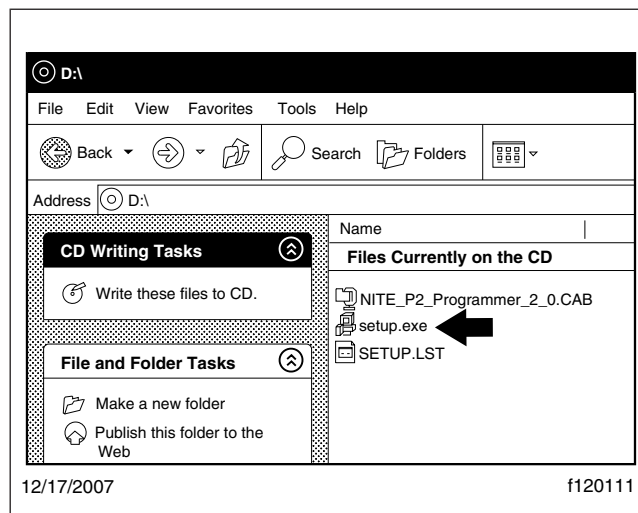 D:\
File Edit View Favorites Tools Help
Back Search Folders
Address D:\
CD Writing Tasks
Write these files to CD.
File and Folder Tasks
Make a new folder
Publish this folder to the
Web
Name
Files Currently on the CD
NITE_P2_Programmer_2_0.CAB
setup.exe
SETUP.LST
12/17/2007 f120111